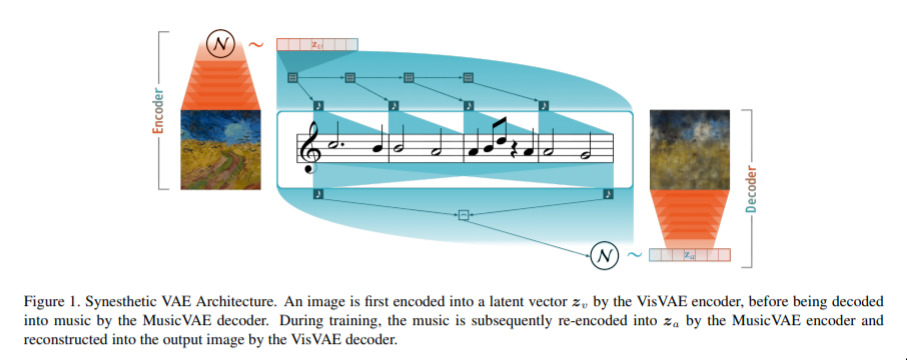 N ~ z_v
Encoder
Decoder
N ~ z_a
Figure 1. Synesthetic VAE Architecture. An image is first encoded into a latent vector z_v by the VisVAE encoder, before being decoded
into music by the MusicVAE decoder. During training, the music is subsequently re-encoded into z_a by the MusicVAE encoder and
reconstructed into the output image by the VisVAE decoder.